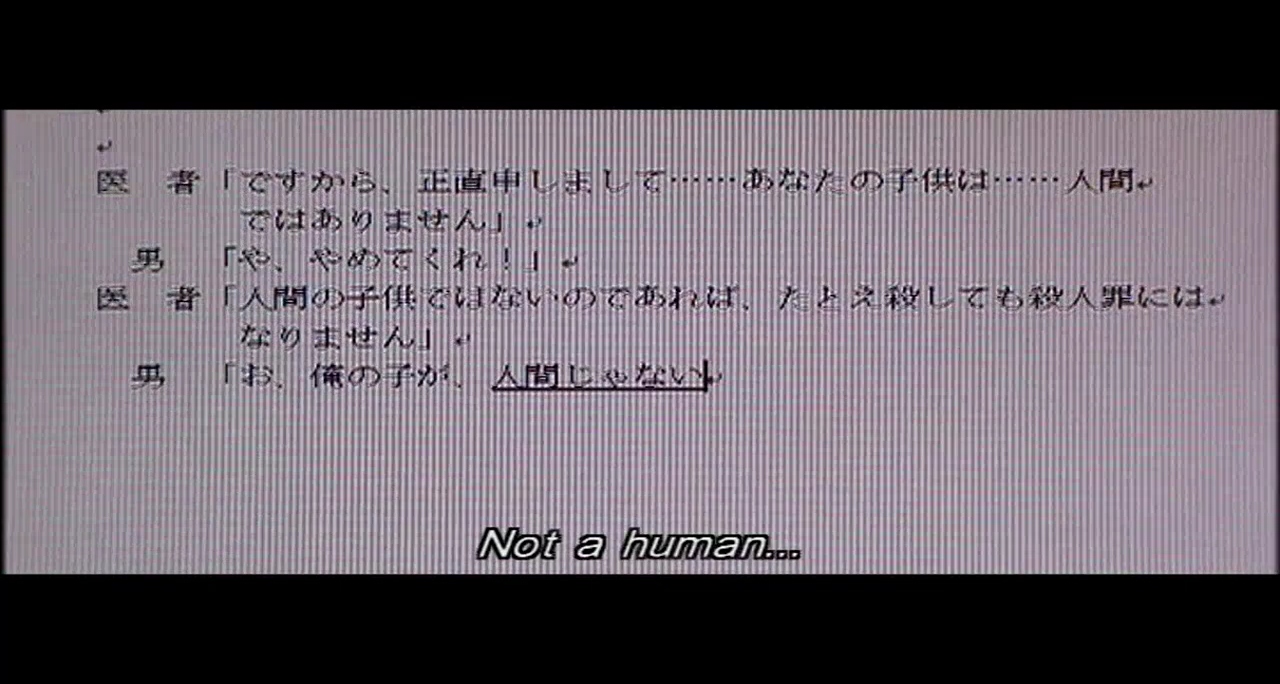 医　者「ですから、正直申しまして……あなたの子供は……人間
ではありません」
男　「や、やめてくれ！」
医　者「人間の子供ではないのであれば、たとえ殺しても殺人罪には
なりません」
男　「お、俺の子が、人間じゃない
Not a human...